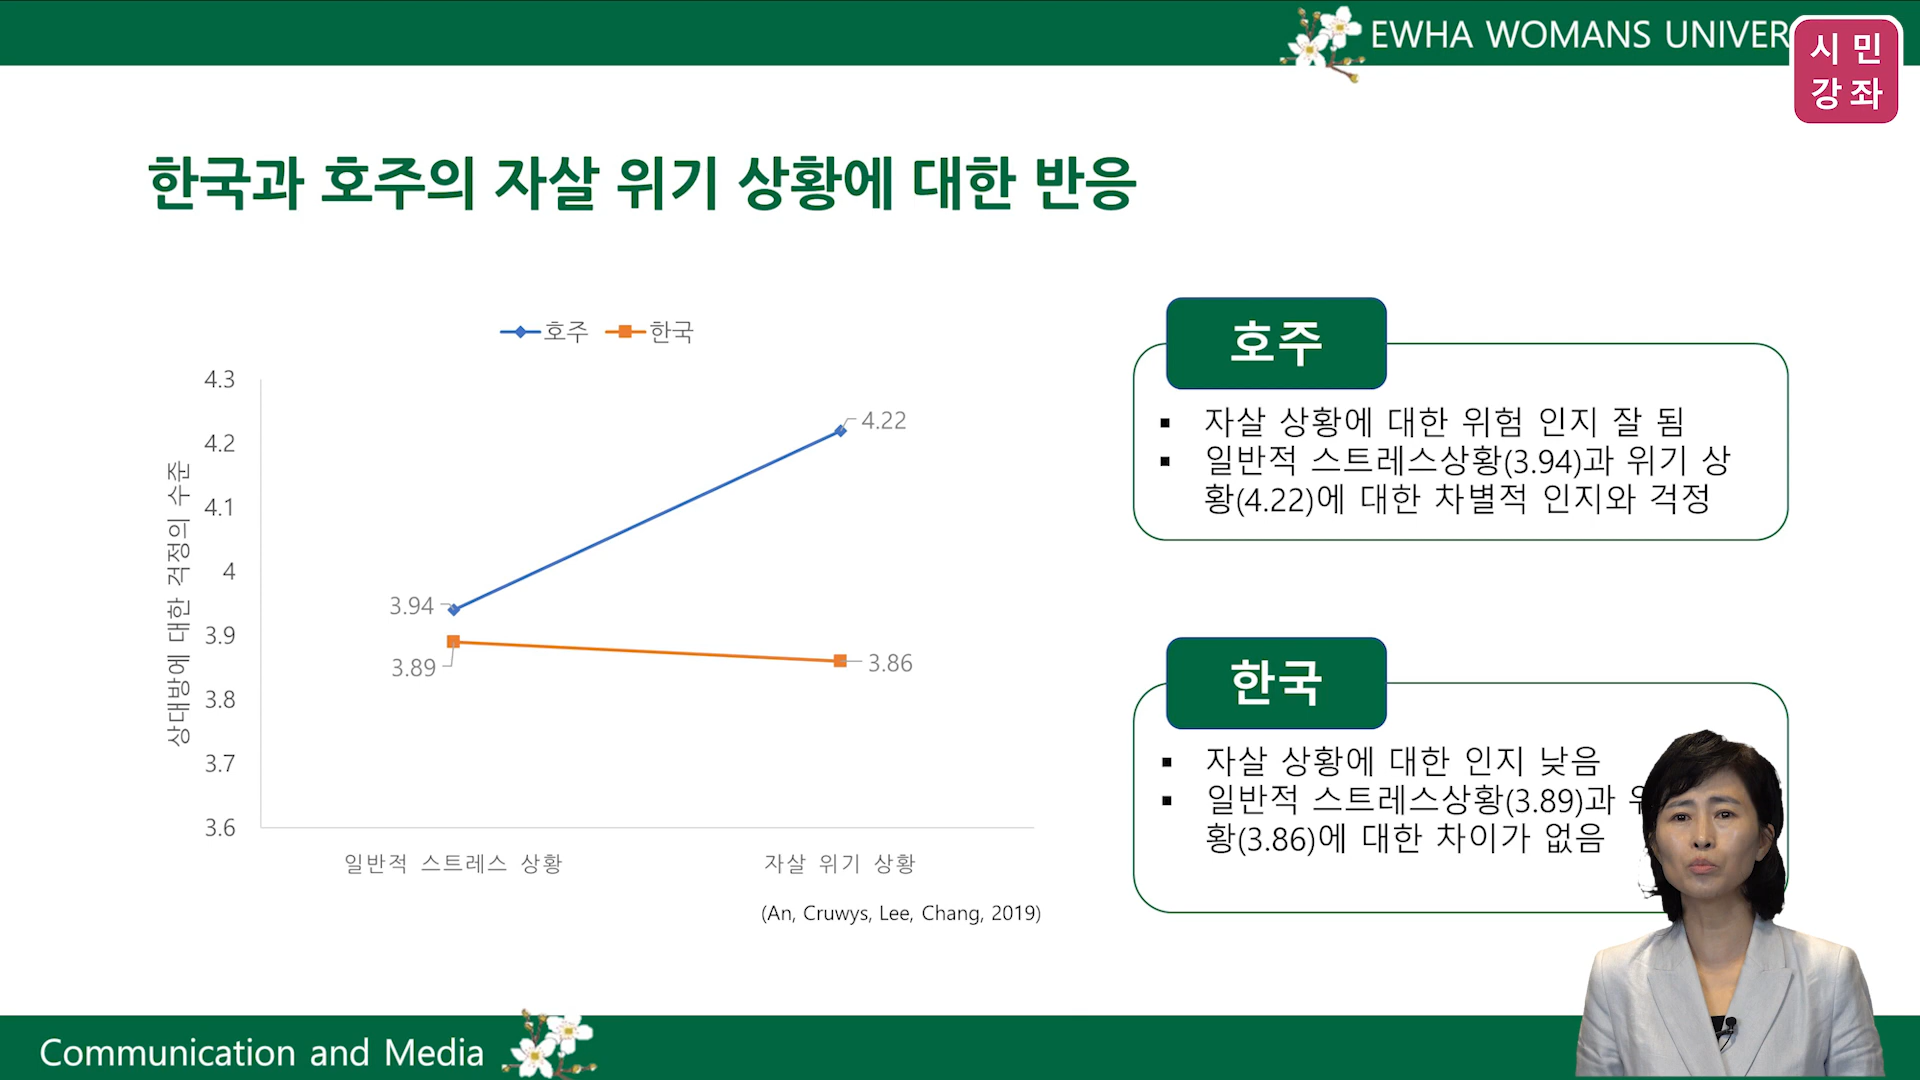 EWHA WOMANS UNIVER
시민
강좌
한국과 호주의 자살 위기 상황에 대한 반응
호주 한국
상대방에 대한 걱정의 수준
4.3
4.2
4.1
4
3.9
3.8
3.7
3.6
4.22
3.94
3.89
3.86
일반적 스트레스 상황 자살 위기 상황
(An, Cruwys, Lee, Chang, 2019)
호주
▪ 자살 상황에 대한 위험 인지 잘 됨
▪ 일반적 스트레스상황(3.94)과 위기 상
황(4.22)에 대한 차별적 인지와 걱정
한국
▪ 자살 상황에 대한 인지 낮음
▪ 일반적 스트레스상황(3.89)과
황(3.86)에 대한 차이가 없음
Communication and Media